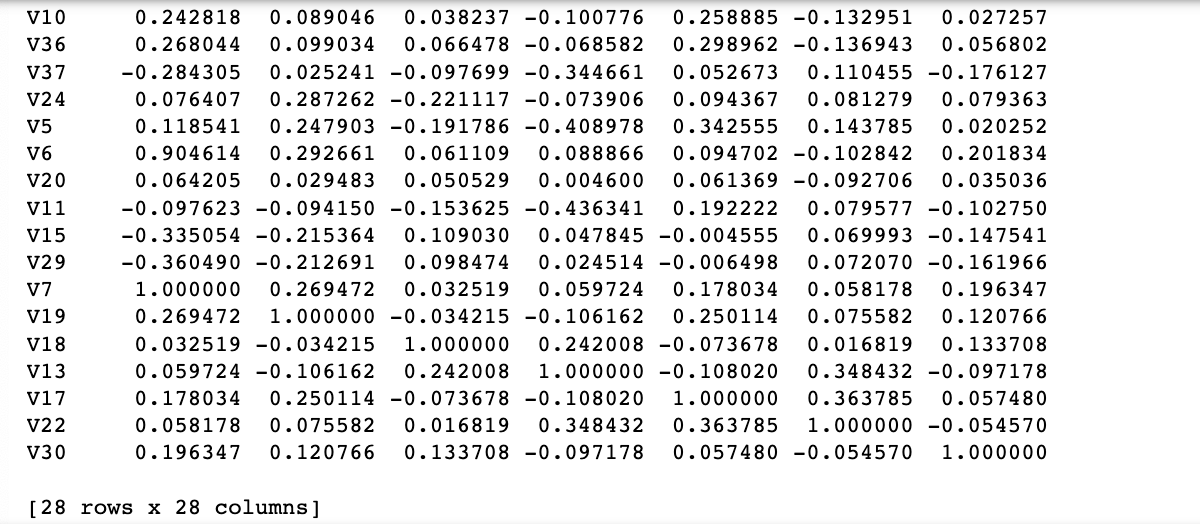 V10 0.242818 0.089046 0.038237 -0.100776 0.258885 -0.132951 0.027257
V36 0.268044 0.099034 0.066478 -0.068582 0.298962 -0.136943 0.056802
V37 -0.284305 0.025241 -0.097699 -0.344661 0.052673 0.110455 -0.176127
V24 0.076407 0.287262 -0.221117 -0.073906 0.094367 0.081279 0.079363
V5 0.118541 0.247903 -0.191786 -0.408978 0.342555 0.143785 0.020252
V6 0.904614 0.292661 0.061109 0.088866 0.094702 -0.102842 0.201834
V20 0.064205 0.029483 0.050529 0.004600 0.061369 -0.092706 0.035036
V11 -0.097623 -0.094150 -0.153625 -0.436341 0.192222 0.079577 -0.102750
V15 -0.335054 -0.215364 0.109030 0.047845 -0.004555 0.069993 -0.147541
V29 -0.360490 -0.212691 0.098474 0.024514 -0.006498 0.072070 -0.161966
V7 1.000000 0.269472 0.032519 0.059724 0.178034 0.058178 0.196347
V19 0.269472 1.000000 -0.034215 -0.106162 0.250114 0.075582 0.120766
V18 0.032519 -0.034215 1.000000 0.242008 -0.073678 0.016819 0.133708
V13 0.059724 -0.106162 0.242008 1.000000 -0.108020 0.348432 -0.097178
V17 0.178034 0.250114 -0.073678 -0.108020 1.000000 0.363785 0.057480
V22 0.058178 0.075582 0.016819 0.348432 0.363785 1.000000 -0.054570
V30 0.196347 0.120766 0.133708 -0.097178 0.057480 -0.054570 1.000000
[28 rows x 28 columns]